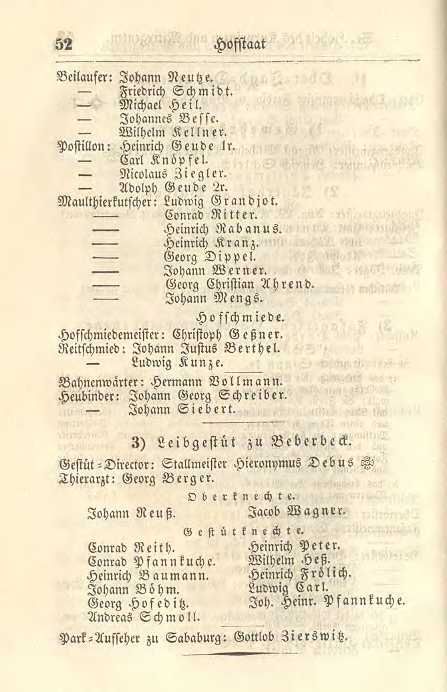 52 Hofstaat
Beilaufer: Johann Neutze.
— Friedrich Schmidt.
— Michael Heil.
— Johannes Besse.
— Wilhelm Kellner.
Postillon: Heinrich Geude 1r.
— Carl Knöpfel.
— Nicolaus Ziegler.
— Adolph Geude 2r.
Maulthierkutscher: Ludwig Grandjot.
— Conrad Ritter.
— Heinrich Rabanus.
— Heinrich Kranz.
— Georg Dippel.
— Johann Werner.
— Georg Christian Ahrend.
— Johann Mengs.
Hofschmiede.
Hofschmiedemeister: Christoph Geßner.
Reitschmied: Johann Justus Berthel.
— Ludwig Kunze.
Bahnenwärter: Hermann Vollmann.
Heubinder: Johann Georg Schreiber.
— Johann Siebert.
3) Leibgestüt zu Beberbeck.
Gestüt-Director: Stallmeister Hieronymus Debus
Thierarzt: Georg Berger.
Oberknechte.
Johann Reuß. Jacob Wagner.
Gestütknechte.
Conrad Reith. Heinrich Peter.
Conrad Pfannkuche. Wilhelm Heß.
Heinrich Baumann. Heinrich Frölich.
Johann Böhm. Ludwig Carl.
Georg Hofeditz. Joh. Heinr. Pfannkuche.
Andreas Schmoll.
Park-Aufseher zu Sababurg: Gottlob Zierswitz.